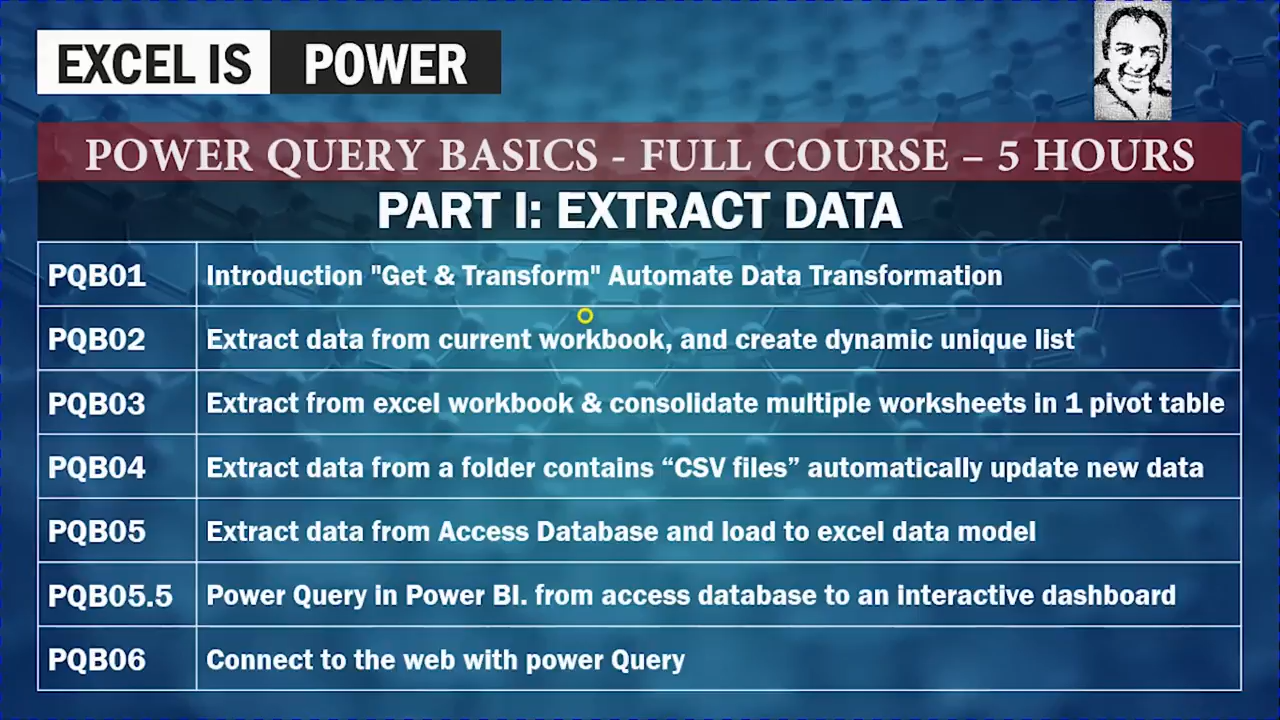 EXCEL IS POWER
POWER QUERY BASICS - FULL COURSE – 5 HOURS
PART I: EXTRACT DATA
PQB01 Introduction "Get & Transform" Automate Data Transformation
PQB02 Extract data from current workbook, and create dynamic unique list
PQB03 Extract from excel workbook & consolidate multiple worksheets in 1 pivot table
PQB04 Extract data from a folder contains “CSV files” automatically update new data
PQB05 Extract data from Access Database and load to excel data model
PQB05.5 Power Query in Power BI. from access database to an interactive dashboard
PQB06 Connect to the web with power Query